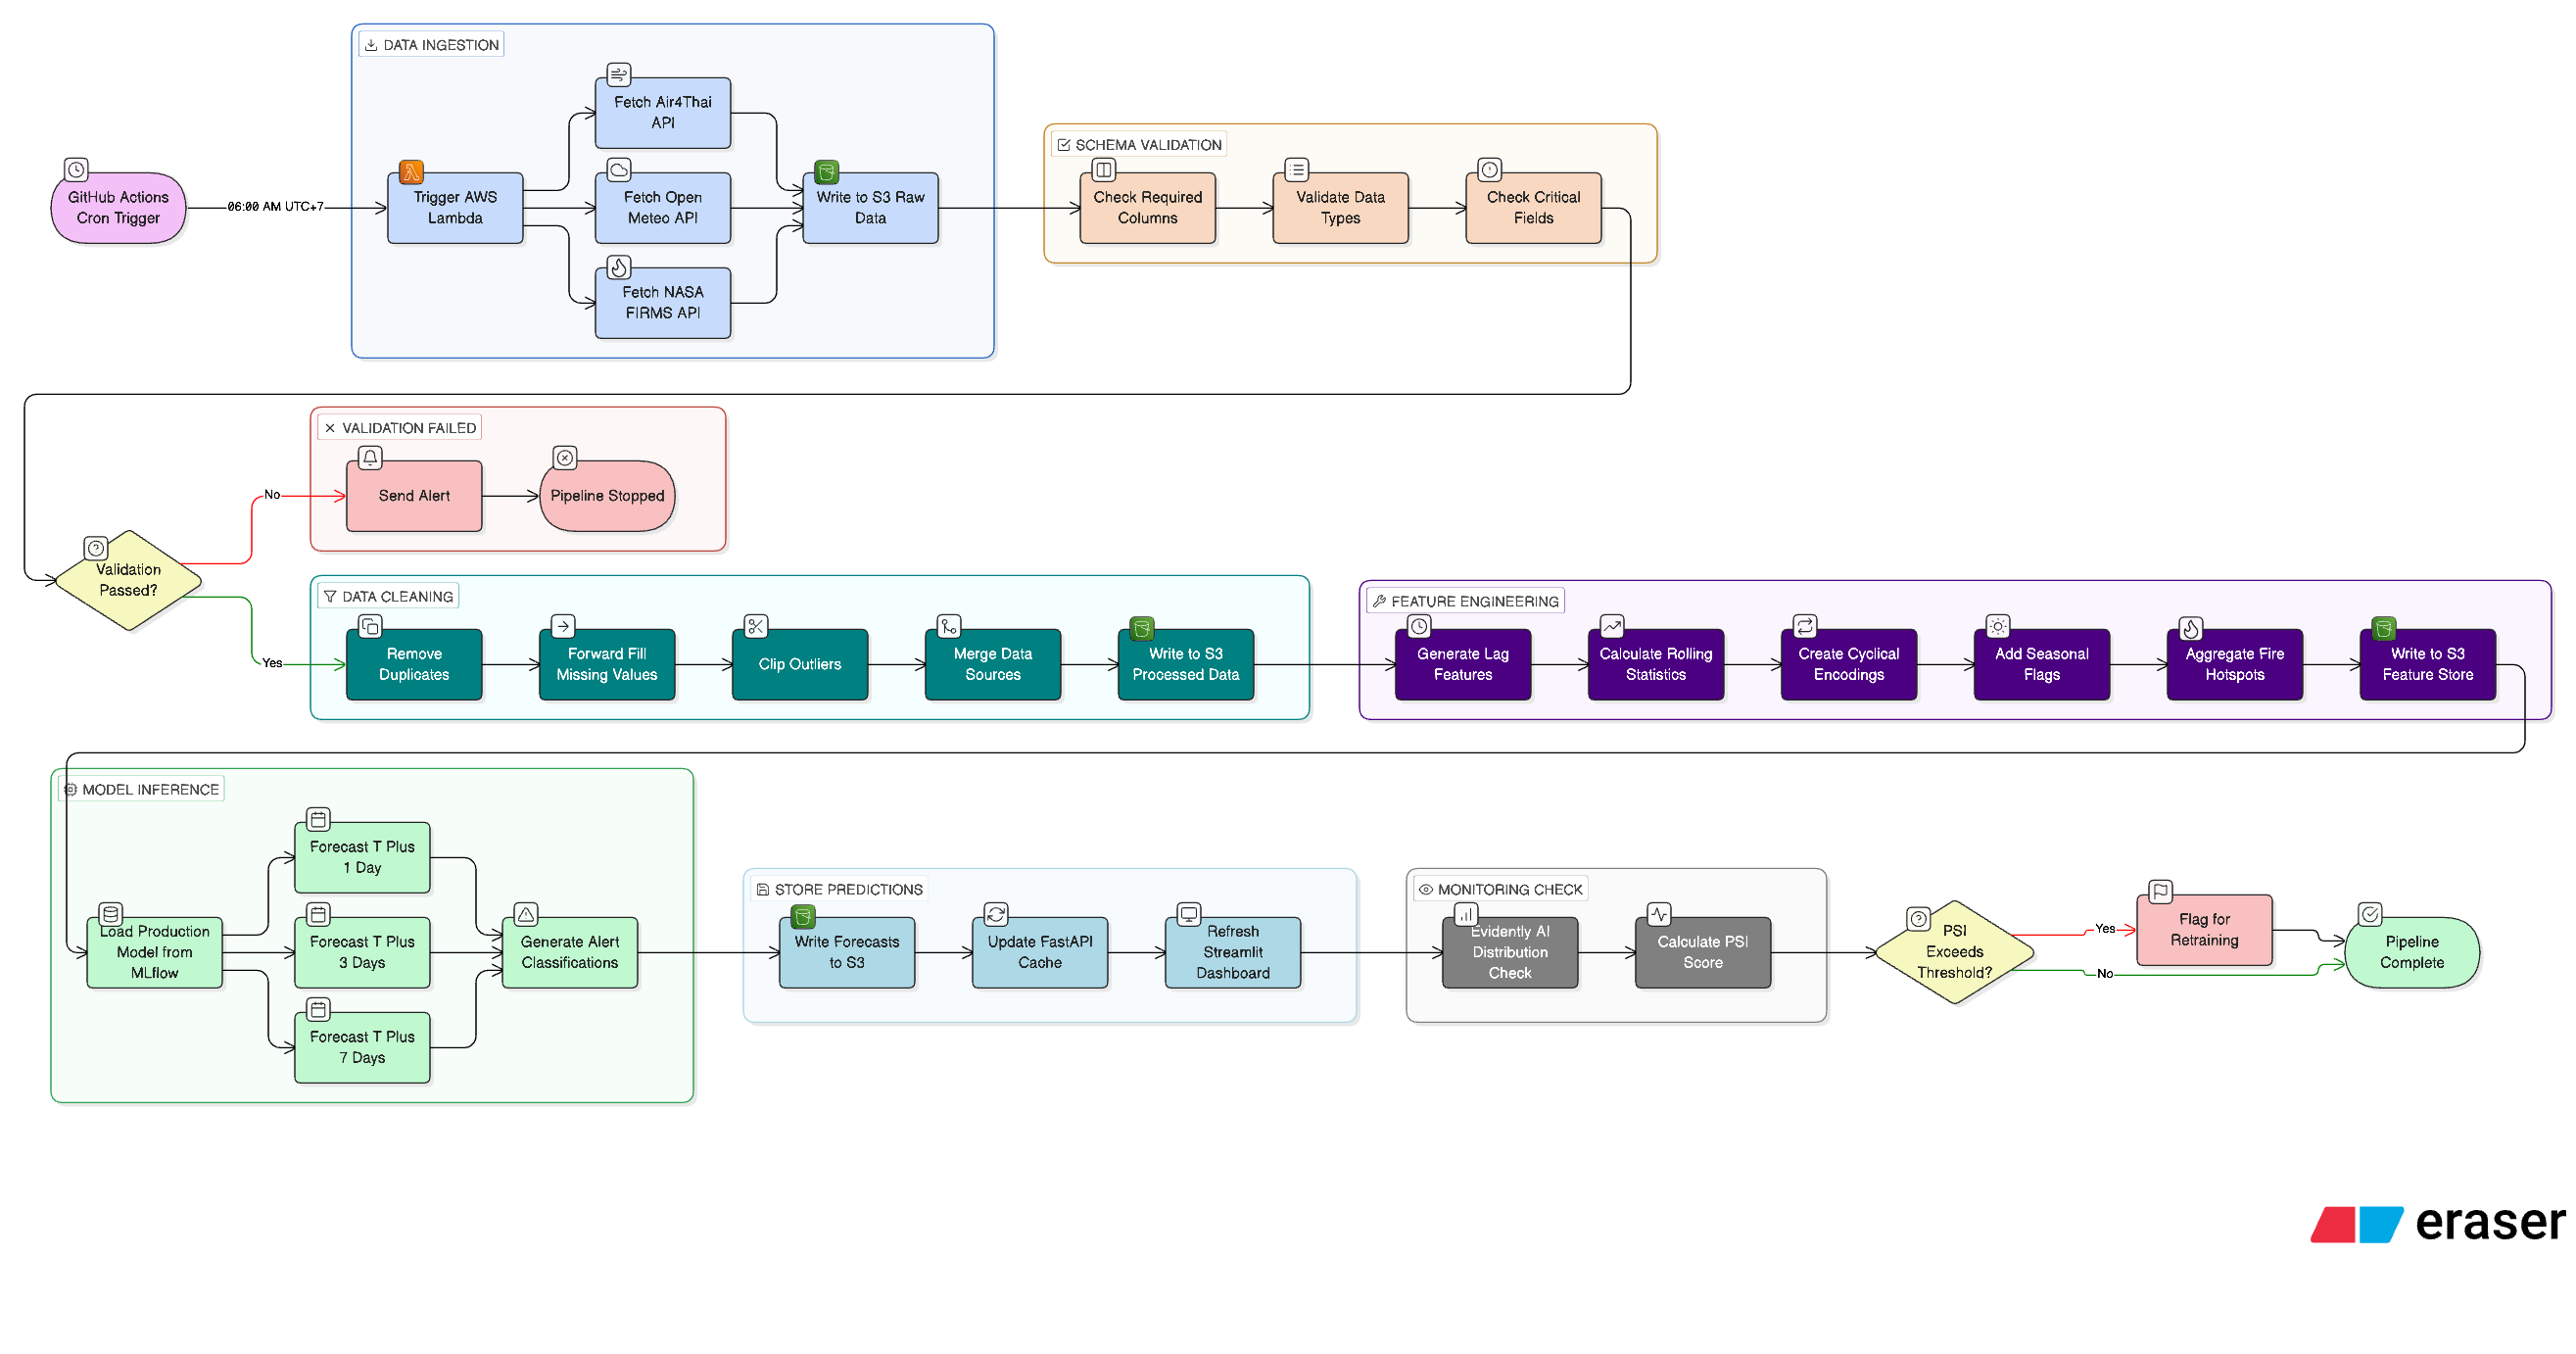 DATA INGESTION
Fetch Air4Thai
API
GitHub Actions
Cron Trigger
06:00 AM UTC+7
Trigger AWS
Lambda
Fetch Open
Meteo API
Write to S3 Raw
Data
Fetch NASA
FIRMS API
SCHEMA VALIDATION
Check Required
Columns
Validate Data
Types
Check Critical
Fields
Validation
Passed?
No
VALIDATION FAILED
Send Alert
Pipeline Stopped
Yes
DATA CLEANING
Remove
Duplicates
Forward Fill
Missing Values
Clip Outliers
Merge Data
Sources
Write to S3
Processed Data
FEATURE ENGINEERING
Generate Lag
Features
Calculate Rolling
Statistics
Create Cyclical
Encodings
Add Seasonal
Flags
Aggregate Fire
Hotspots
Write to S3
Feature Store
MODEL INFERENCE
Load Production
Model from
MLflow
Forecast T Plus
1 Day
Forecast T Plus
3 Days
Forecast T Plus
7 Days
Generate Alert
Classifications
STORE PREDICTIONS
Write Forecasts
to S3
Update FastAPI
Cache
Refresh
Streamlit
Dashboard
MONITORING CHECK
Evidently AI
Distribution
Check
Calculate PSI
Score
PSI
Exceeds
Threshold?
Yes
Flag for
Retraining
No
Pipeline
Complete
eraser